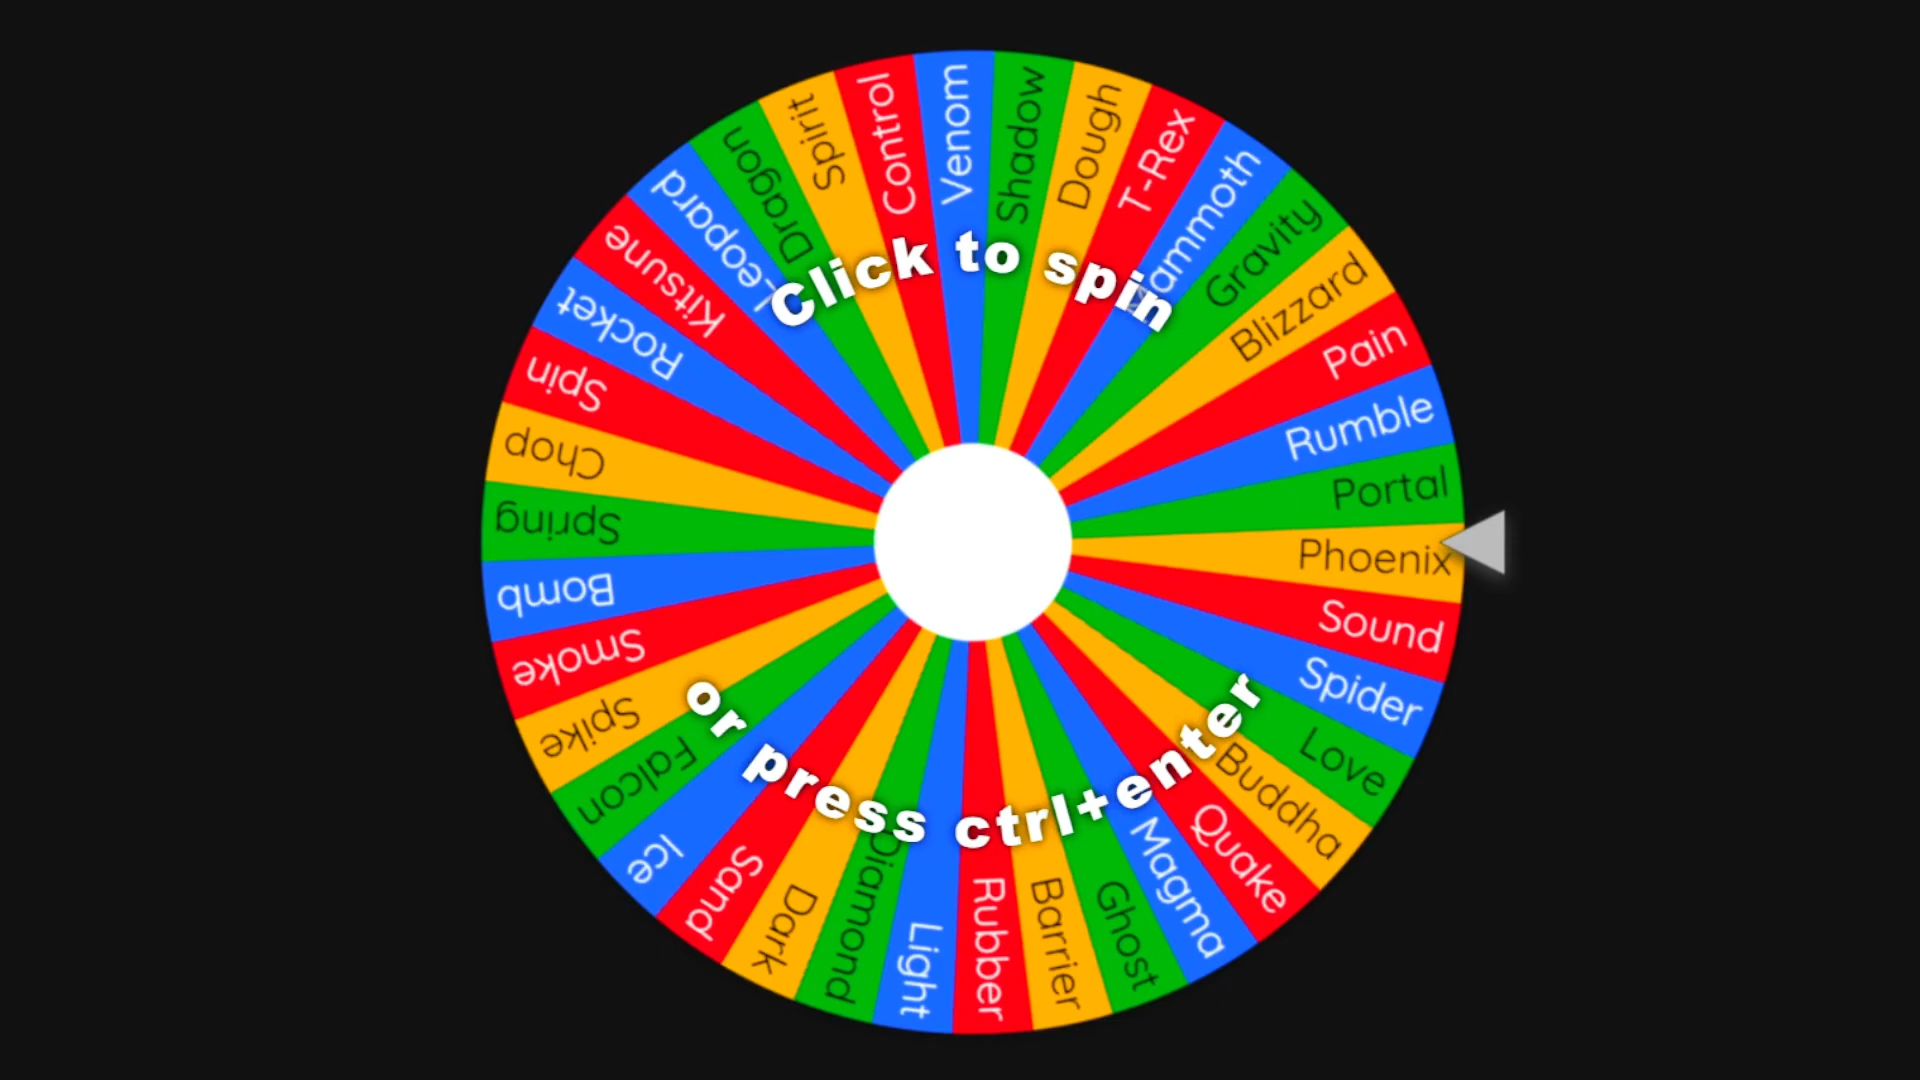 Click to spin
or press ctrl+enter
Venom
Shadow
Dough
T-Rex
ammoth
Gravity
Blizzard
Pain
Rumble
Portal
Phoenix
Sound
Spider
Love
Buddha
Quake
Magma
Ghost
Barrier
Rubber
Light
Diamond
Dark
Sand
Ice
Falcon
Spike
Smoke
Bomb
Spring
Chop
Spin
Rocket
Kitsune
Leopard
Dragon
Spirit
Control